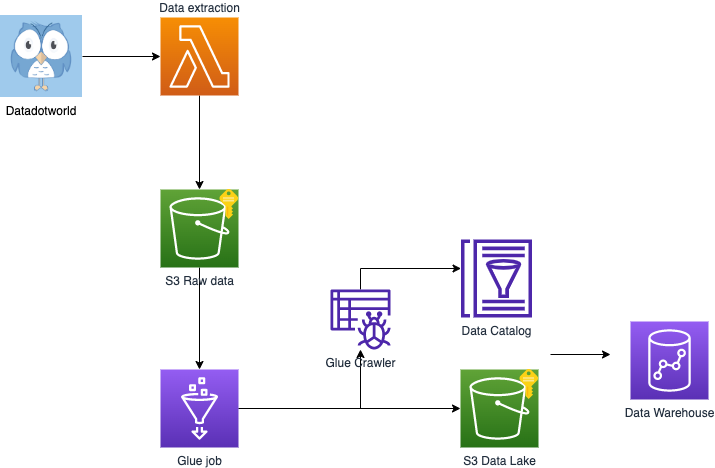 Data extraction
Datadotworld
S3 Raw data
Data Catalog
Glue Crawler
Data Warehouse
Glue job
S3 Data Lake